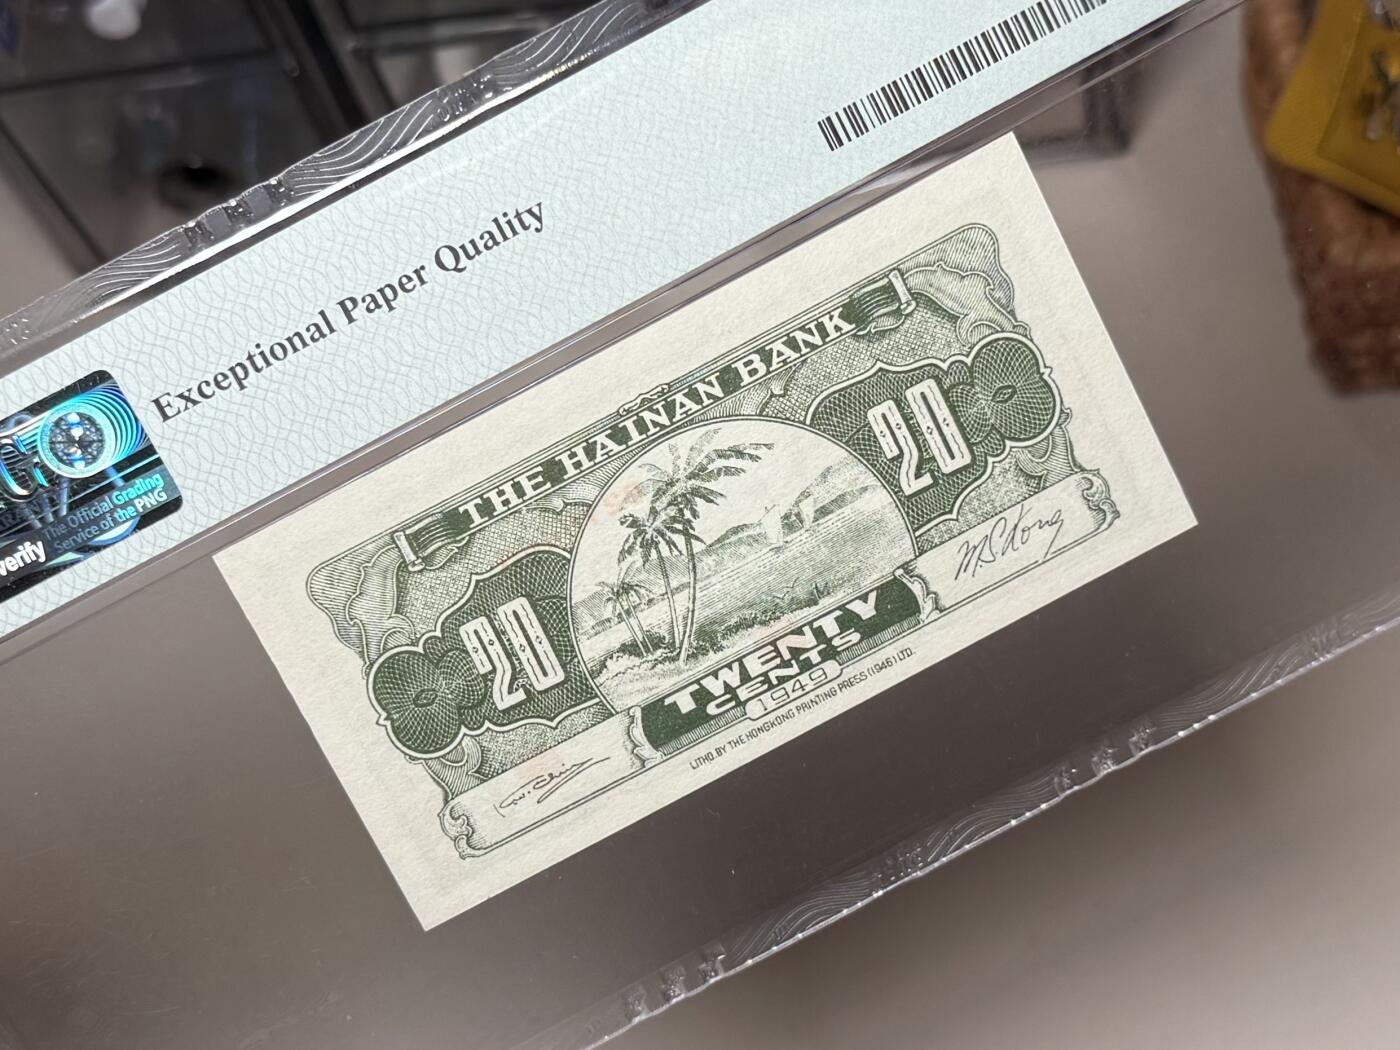 Exceptional Paper Quality
The Official Grading
Service of the PNG
verify
THE HAINAN BANK
20
20
TWENTY
CENTS
1949
LITHO. BY THE HONGKONG PRINTING PRESS (1946) LTD.